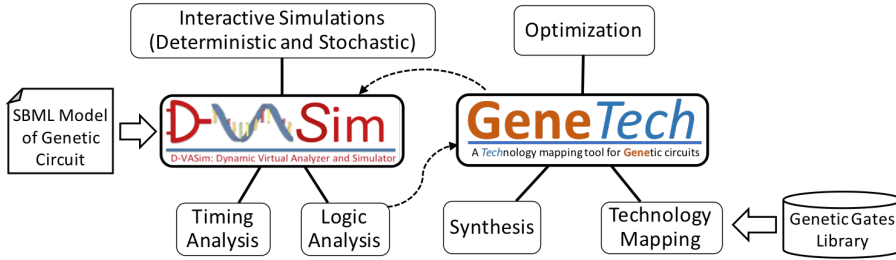 Interactive Simulations
(Deterministic and Stochastic)
Optimization
SBML Model
of Genetic
Circuit
D-VASim
D-VASim: Dynamic Virtual Analyzer and Simulator
GeneTech
A Technology mapping tool for Genetic circuits
Timing
Analysis
Logic
Analysis
Synthesis
Technology
Mapping
Genetic Gates
Library